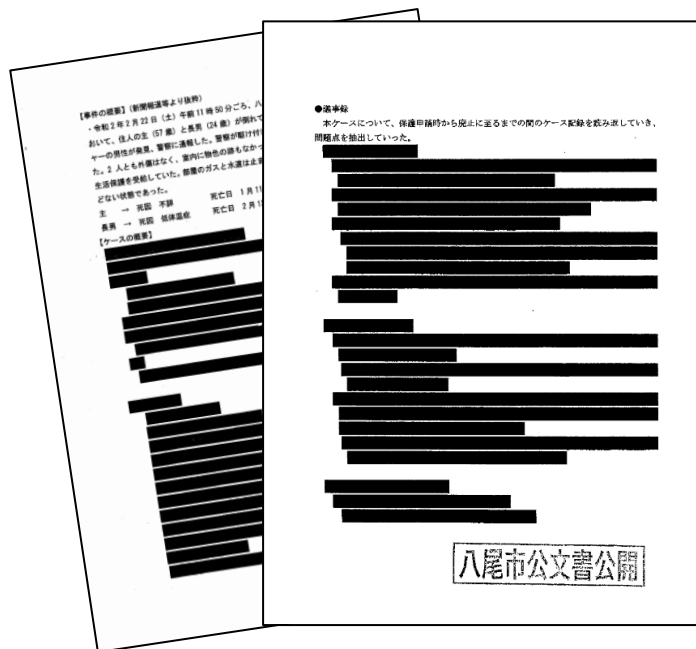 【事件の概要】(新聞報道等より抜粋)
・令和2年2月22日(土)午前11時50分ごろ、八
おいて、住人の主(57歳)と長男(24歳)が倒れて
ャーの男性が発見、警察に通報した。警察が駆け付け
た。2人とも外傷はなく、室内に物色の跡もなかっ
生活保護を受給していた。部屋のガスと水道は止ま
どない状態であった。
主 → 死因 不詳 死亡日 1月
長男 → 死因 低体温症 死亡日 2月
【ケースの概要】
●議事録
本ケースについて、保護申請時から廃止に至るまでの間のケース記録を読み返していき、
問題点を抽出していった。
八尾市公文書公開